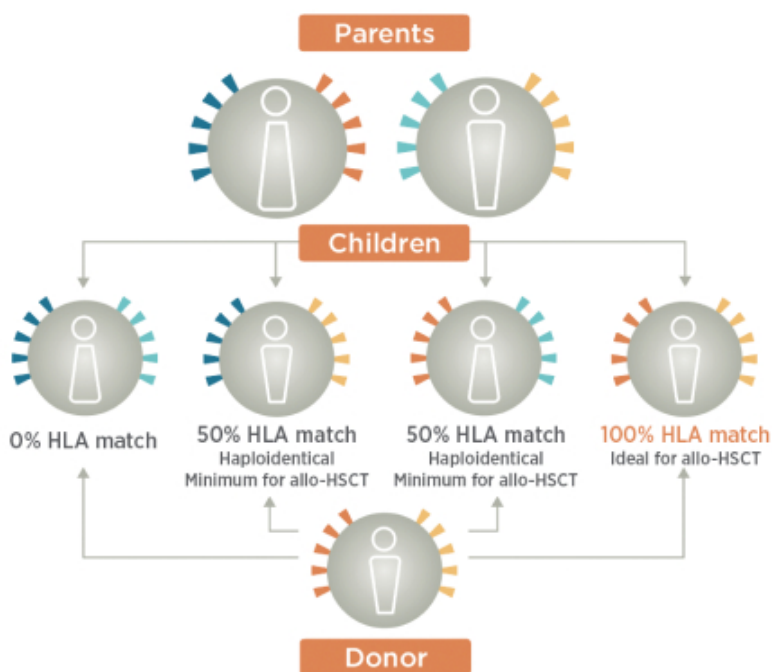 Parents
Children
0% HLA match
50% HLA match
Haploidentical
Minimum for allo-HSCT
50% HLA match
Haploidentical
Minimum for allo-HSCT
100% HLA match
Ideal for allo-HSCT
Donor